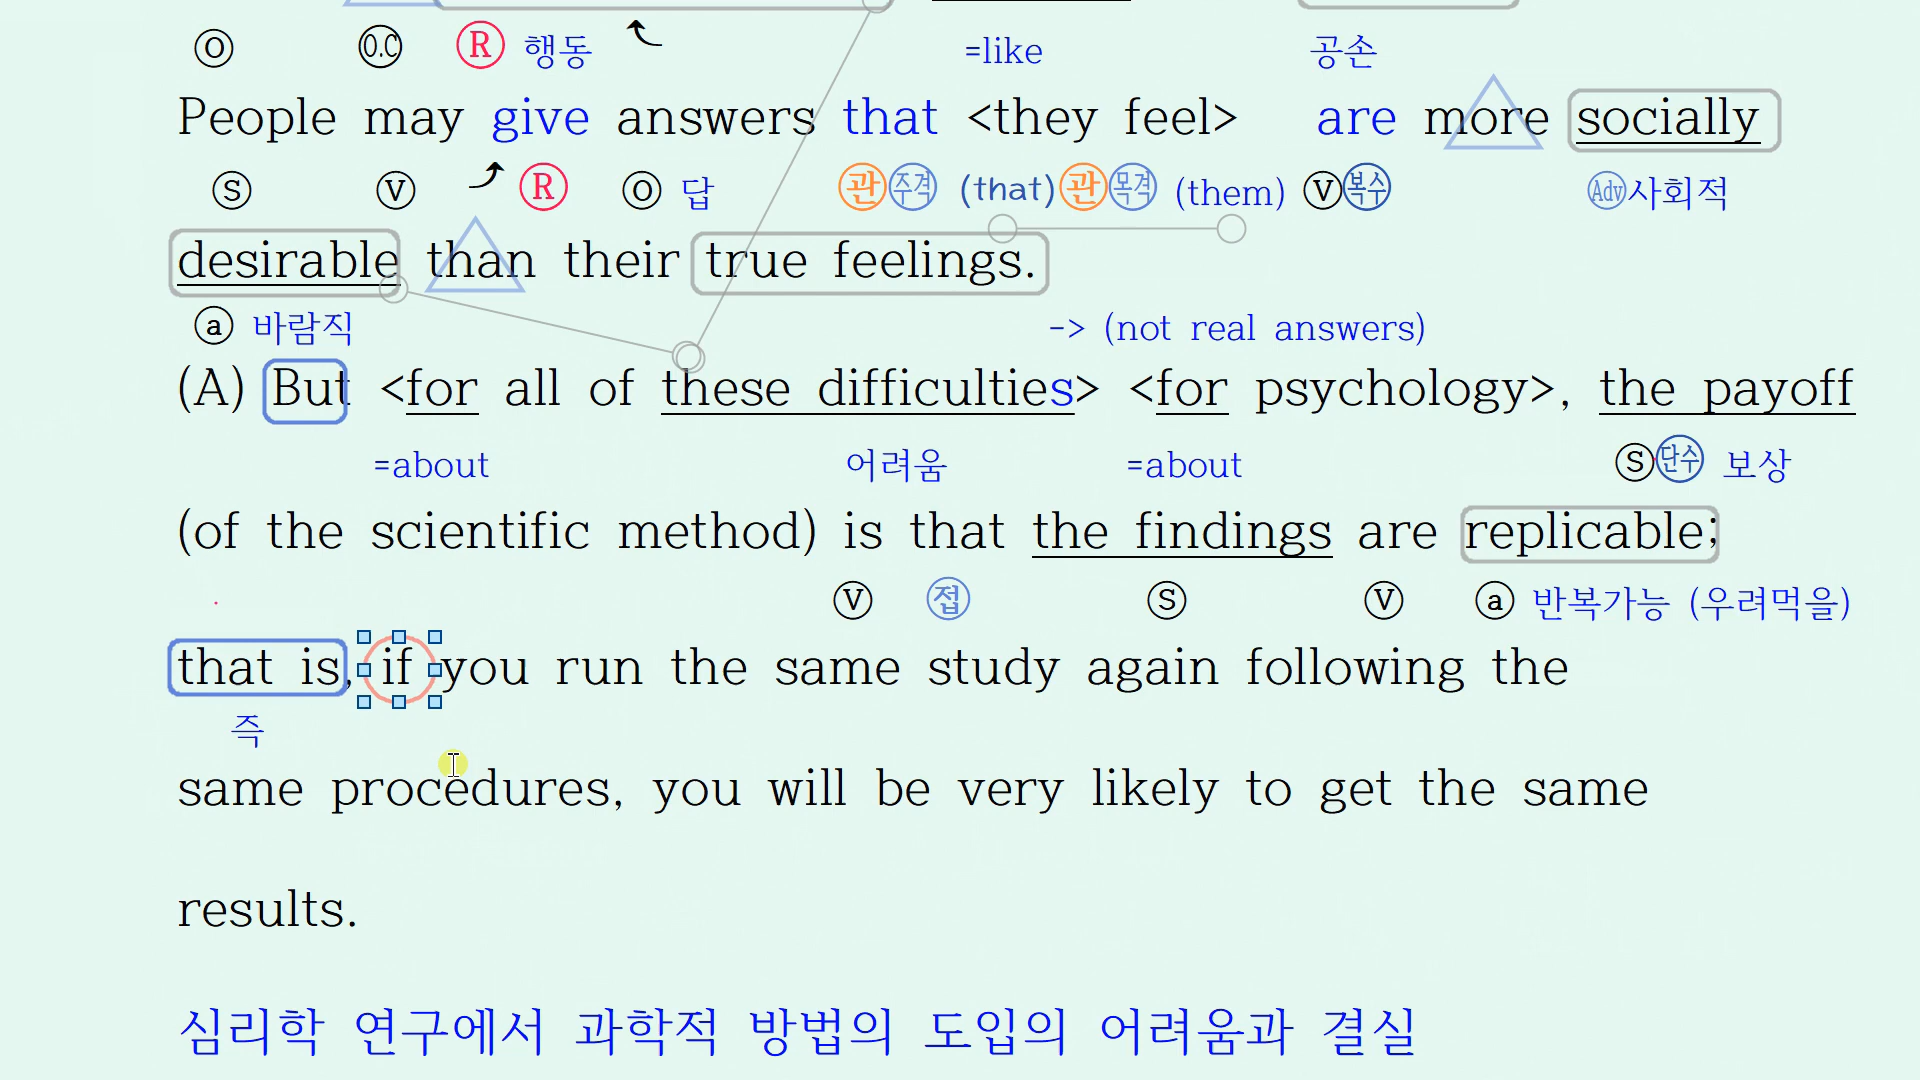 Ⓞ O.C Ⓡ 행동 =like 공손
People may give answers that <they feel> are more socially
Ⓢ Ⓥ Ⓡ Ⓞ 답 관 주격 (that) 관 목격 (them) Ⓥ 복수 Adv 사회적
desirable than their true feelings.
ⓐ 바람직 -> (not real answers)
(A) But <for all of these difficulties> <for psychology>, the payoff
=about 어려움 =about Ⓢ 단수 보상
(of the scientific method) is that the findings are replicable;
Ⓥ 접 Ⓢ Ⓥ ⓐ 반복가능 (우려먹을)
that is, if you run the same study again following the
즉
same procedures, you will be very likely to get the same
results.
심리학 연구에서 과학적 방법의 도입의 어려움과 결실